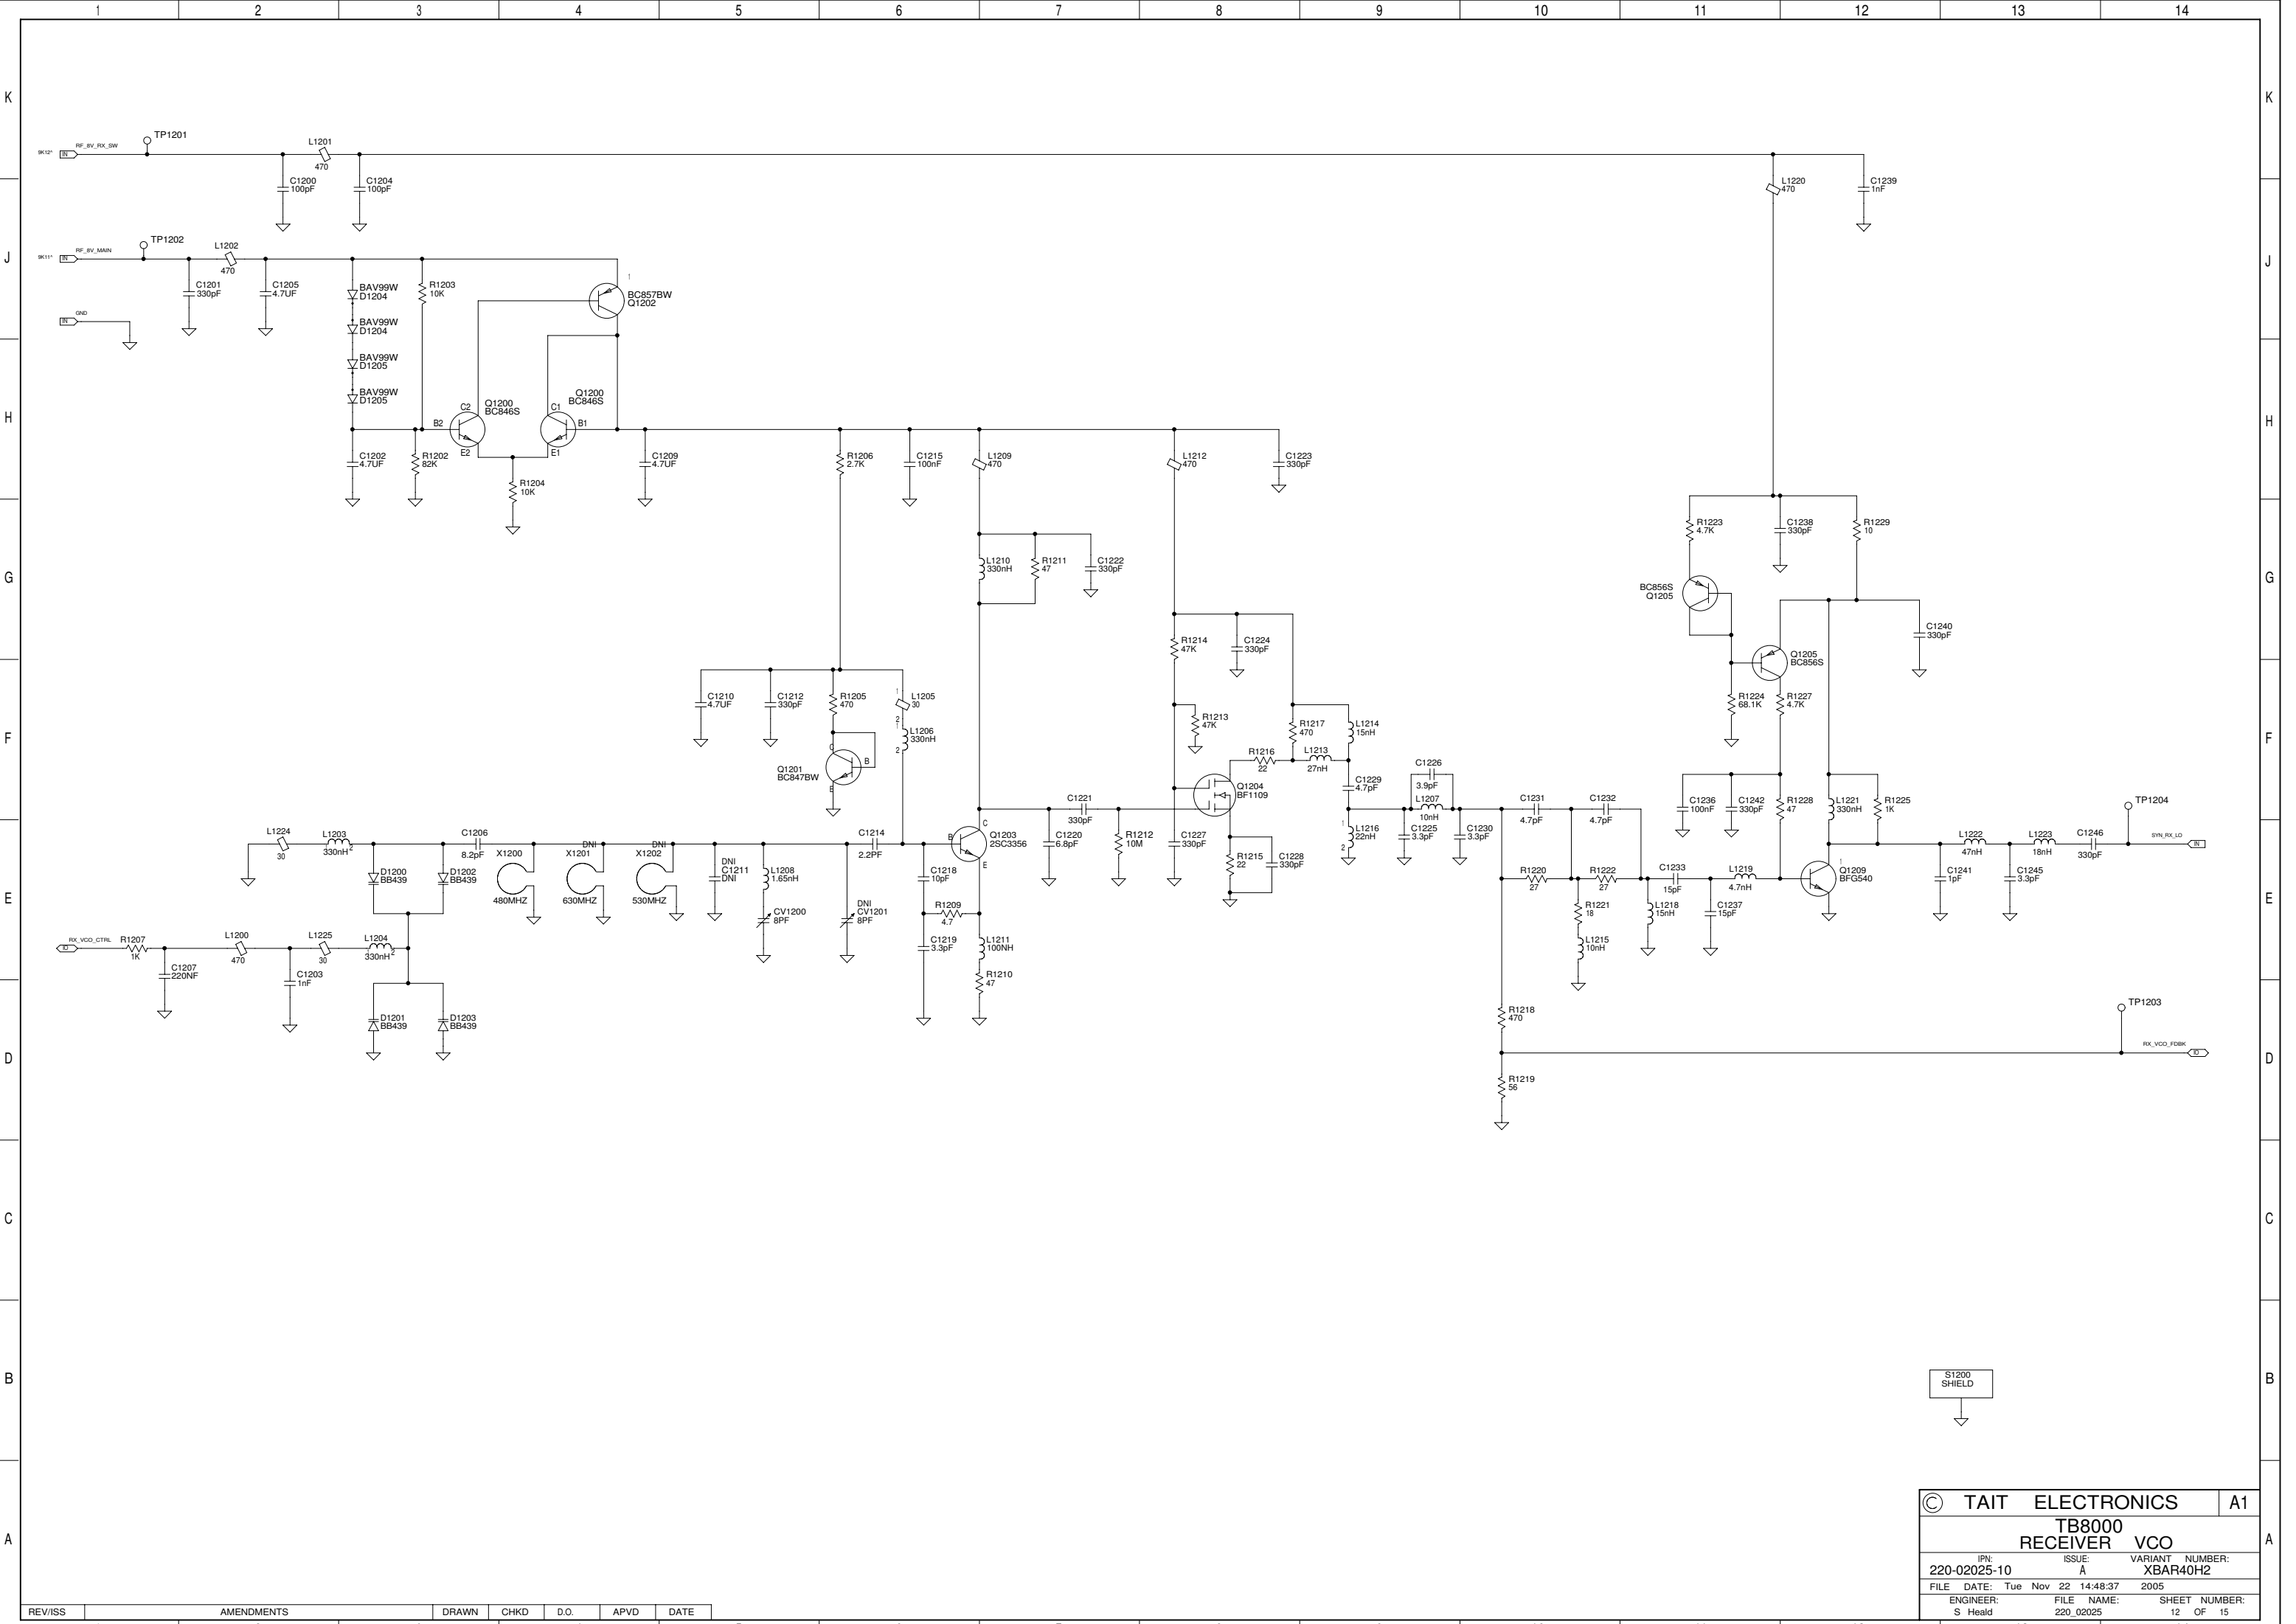 1 2 3 4 5 6 7 8 9 10 11 12 13 14
K K
TP1201
9K12^ IN RF_8V_RX_SW
L1201
470
C1200
100pF
C1204
100pF
L1220
470
C1239
1nF
J J
TP1202
9K11^ IN RF_8V_MAIN
L1202
470
C1201
330pF
C1205
4.7UF
GND
IN
BAV99W
D1204
BAV99W
D1204
BAV99W
D1205
BAV99W
D1205
R1203
10K
1
BC857BW
Q1202
H H
C2
Q1200
BC846S
B2
E2
Q1200
BC846S
C1
B1
E1
C1202
4.7UF
R1202
82K
R1204
10K
C1209
4.7UF
R1206
2.7K
C1215
100nF
L1209
470
L1212
470
C1223
330pF
G G
L1210
330nH
R1211
47
C1222
330pF
R1223
4.7K
C1238
330pF
R1229
10
BC856S
Q1205
C1240
330pF
Q1205
BC856S
R1214
47K
C1224
330pF
F F
C1210
4.7UF
C1212
330pF
R1205
470
1
L1205
30
2
1
L1206
330nH
2
C
B
Q1201
BC847BW
E
R1213
47K
R1217
470
L1214
15nH
R1216
22
L1213
27nH
Q1204
BF1109
C1229
4.7pF
C1226
3.9pF
L1207
10nH
R1224
68.1K
R1227
4.7K
C1221
330pF
C1231
4.7pF
C1232
4.7pF
C1236
100nF
C1242
330pF
R1228
47
L1221
330nH
R1225
1K
TP1204
E E
L1224
30
L1203
330nH 2
C1206
8.2pF
D1200
BB439
D1202
BB439
X1200
480MHZ
DNI
X1201
630MHZ
DNI
X1202
530MHZ
DNI
C1211
DNI
L1208
1.65nH
CV1200
8PF
DNI
CV1201
8PF
C1214
2.2PF
B
C
Q1203
2SC3356
E
C1218
10pF
R1209
4.7
C1219
3.3pF
L1211
100NH
R1210
47
C1220
6.8pF
R1212
10M
C1227
330pF
R1215
22
C1228
330pF
1
L1216
22nH
2
C1225
3.3pF
C1230
3.3pF
R1220
27
R1222
27
R1221
18
L1215
10nH
C1233
15pF
L1218
15nH
C1237
15pF
L1219
4.7nH
1
Q1209
BFG540
L1222
47nH
L1223
18nH
C1246
330pF
C1241
1pF
C1245
3.3pF
SYN_RX_LO
IN
IO RX_VCO_CTRL
R1207
1K
C1207
220NF
L1200
470
C1203
1nF
L1225
30
L1204
330nH 2
D D
D1201
BB439
D1203
BB439
R1218
470
R1219
56
TP1203
RX_VCO_FDBK
IO
C C
B B
S1200
SHIELD
A A
© TAIT ELECTRONICS A1
TB8000
RECEIVER VCO
IPN: ISSUE: VARIANT NUMBER:
220-02025-10 A XBAR40H2
FILE DATE: Tue Nov 22 14:48:37 2005
ENGINEER: FILE NAME: SHEET NUMBER:
S Heald 220_02025 12 OF 15
REV/ISS AMENDMENTS DRAWN CHKD D.O. APVD DATE